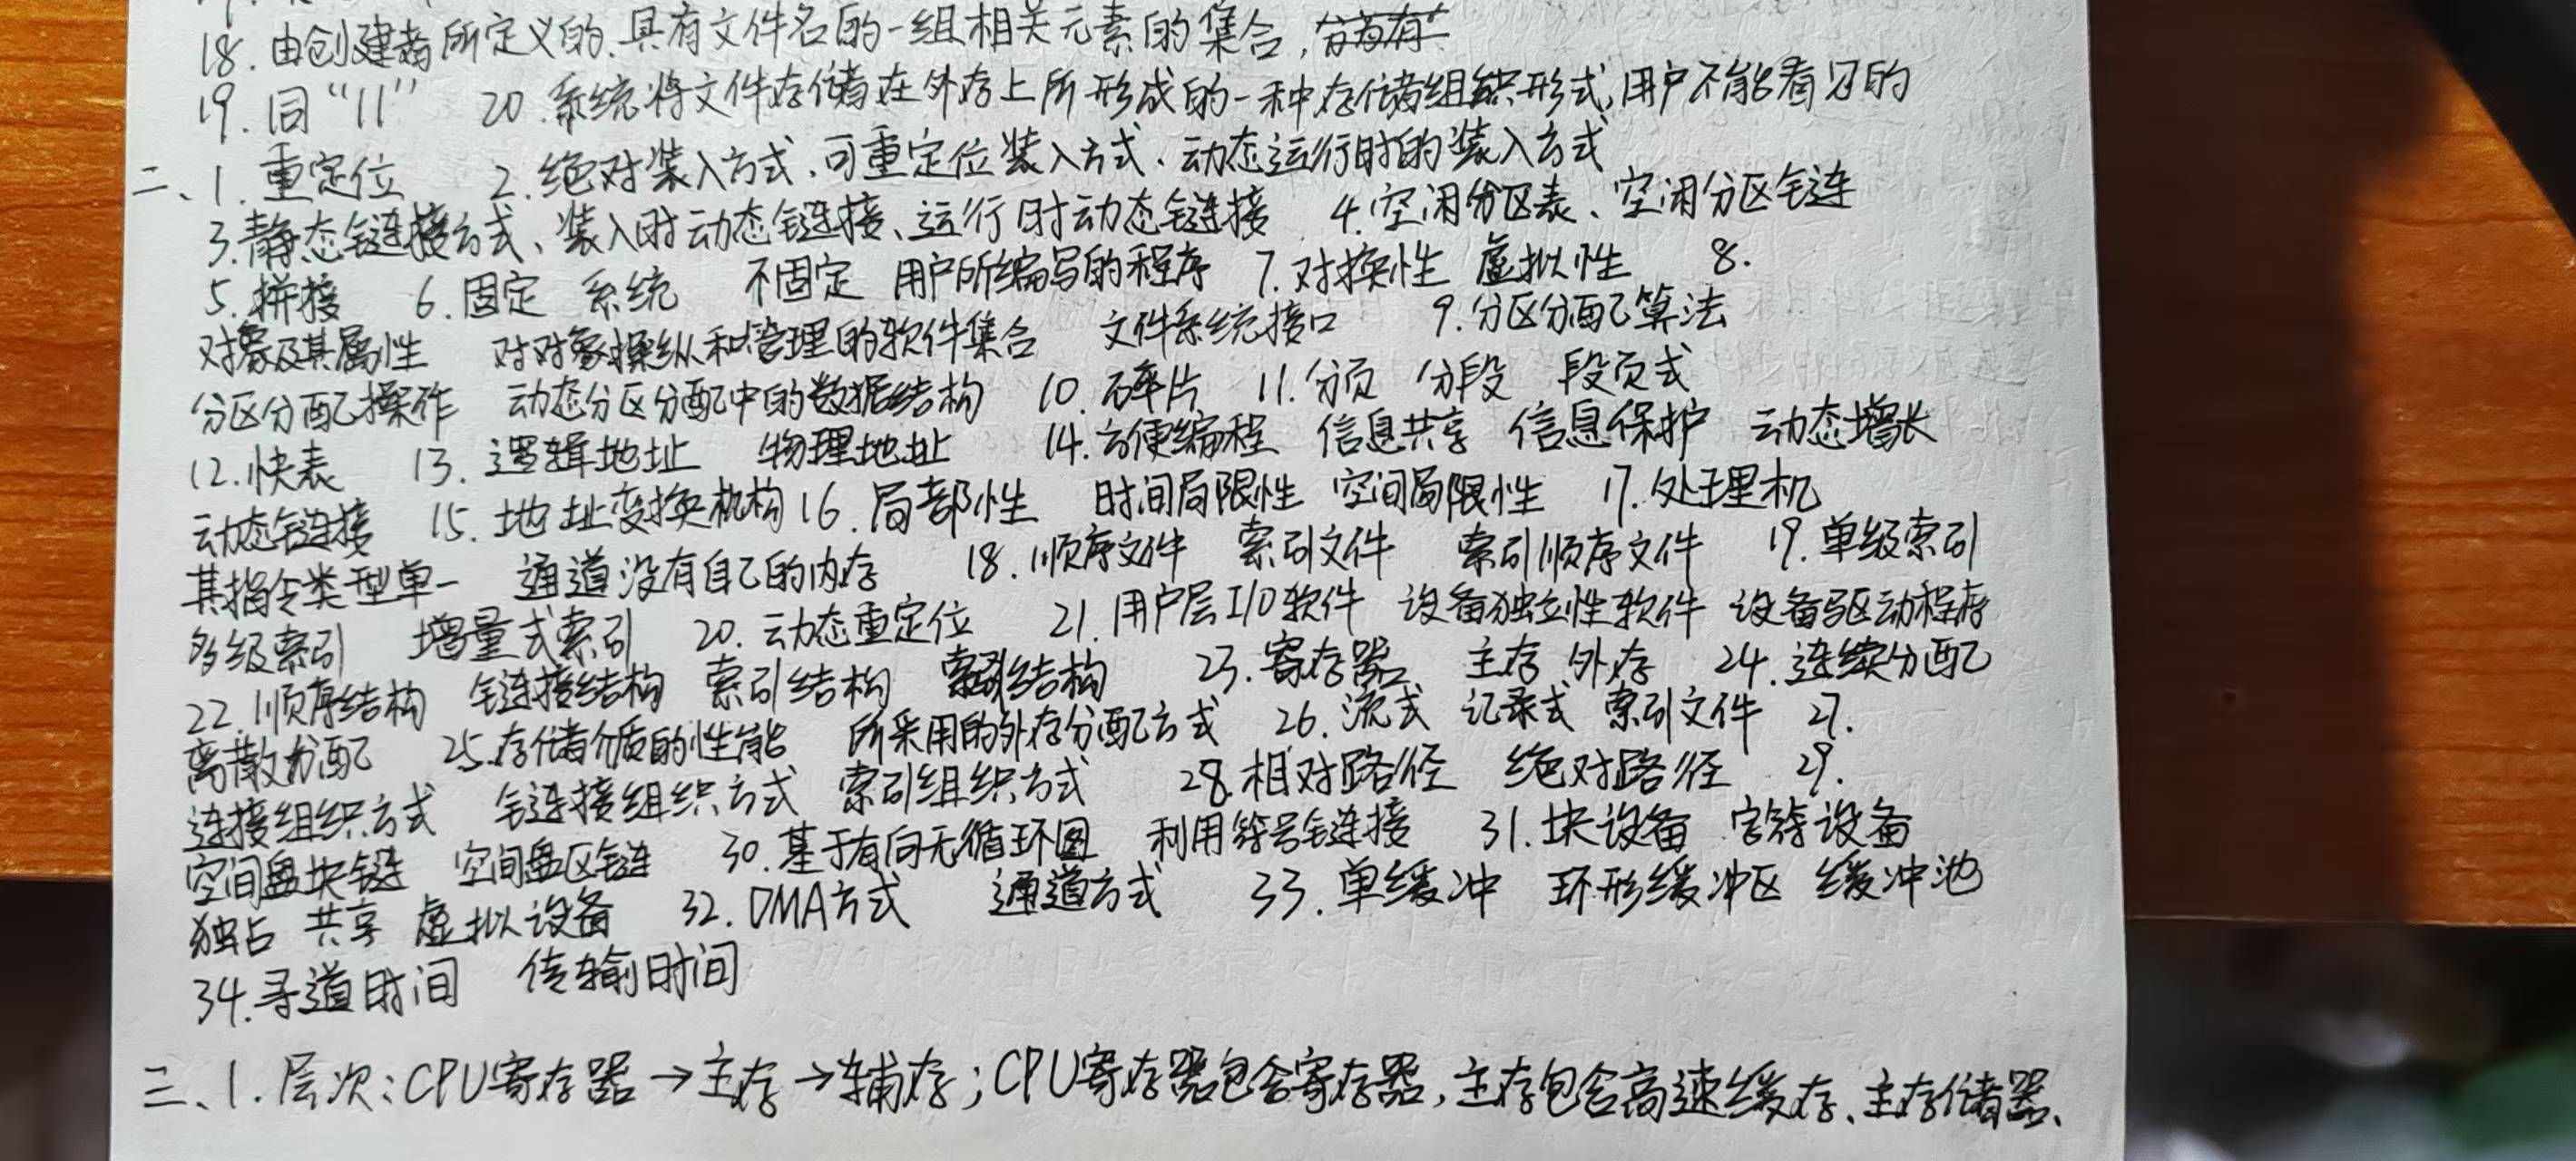 18.由创建者所定义的、具有文件名的一组相关元素的集合,
19.同“11” 20.系统将文件存储在外存上所形成的一种存储组织形式,用户不能看见的
二、1.重定位 2.绝对装入方式、可重定位装入方式、动态运行时的装入方式
3.静态链接方式、装入时动态链接、运行时动态链接 4.空闲分区表、空闲分区链
5.拼接 6.固定 系统 不固定 用户所编写的程序 7.对换性 虚拟性 8.
对象及其属性 对对象操纵和管理的软件集合 文件系统接口 9.分区分配算法
分区分配操作 动态分区分配中的数据结构 10.碎片 11.分页 分段 段页式
12.快表 13.逻辑地址 物理地址 14.方便编程 信息共享 信息保护 动态增长
动态链接 15.地址变换机构 16.局部性 时间局限性 空间局限性 17.处理机
其指令类型单一 通道没有自己的内存 18.顺序文件 索引文件 索引顺序文件 19.单级索引
多级索引 增量式索引 20.动态重定位 21.用户层I/O软件 设备独立性软件 设备驱动程序
22.顺序结构 链接结构 索引结构 23.寄存器 主存 外存 24.连续分配
离散分配 25.存储介质的性能 所采用的外存分配方式 26.流式 记录式 索引文件 27.
连接组织方式 链接组织方式 索引组织方式 28.相对路径 绝对路径 29.
空间盘块链 空间盘区链 30.基于有向无循环图 利用符号链接 31.块设备 字符设备
独占 共享 虚拟设备 32.DMA方式 通道方式 33.单缓冲 环形缓冲区 缓冲池
34.寻道时间 传输时间
三、1.层次:CPU寄存器→主存→辅存;CPU寄存器包含寄存器,主存包含高速缓存、主存储器、